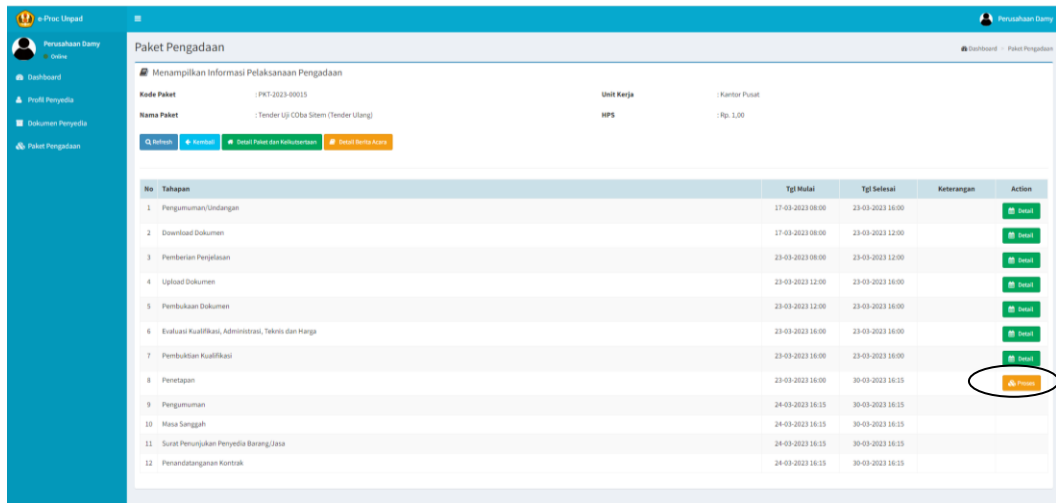 e-Proc Unpad
Perusahaan Damy
Perusahaan Damy
Online
Dashboard
Profil Penyedia
Dokumen Penyedia
Paket Pengadaan
Paket Pengadaan
Dashboard > Paket Pengadaan
Menampilkan Informasi Pelaksanaan Pengadaan
Kode Paket : PKT-2023-00015 Unit Kerja : Kantor Pusat
Nama Paket : Tender Uji COba Sitem (Tender Ulang) HPS : Rp. 1,00
Refresh Kembali Detail Paket dan Keikutsertaan Detail Berita Acara
No Tahapan Tgl Mulai Tgl Selesai Keterangan Action
1 Pengumuman/Undangan 17-03-2023 08:00 23-03-2023 16:00 Detail
2 Download Dokumen 17-03-2023 08:00 23-03-2023 12:00 Detail
3 Pemberian Penjelasan 23-03-2023 08:00 23-03-2023 12:00 Detail
4 Upload Dokumen 23-03-2023 12:00 23-03-2023 16:00 Detail
5 Pembukaan Dokumen 23-03-2023 12:00 23-03-2023 16:00 Detail
6 Evaluasi Kualifikasi, Administrasi, Teknis dan Harga 23-03-2023 16:00 23-03-2023 16:00 Detail
7 Pembuktian Kualifikasi 23-03-2023 16:00 23-03-2023 16:00 Detail
8 Penetapan 23-03-2023 16:00 30-03-2023 16:15 Proses
9 Pengumuman 24-03-2023 16:15 30-03-2023 16:15
10 Masa Sanggah 24-03-2023 16:15 30-03-2023 16:15
11 Surat Penunjukan Penyedia Barang/Jasa 24-03-2023 16:15 30-03-2023 16:15
12 Penandatanganan Kontrak 24-03-2023 16:15 30-03-2023 16:15